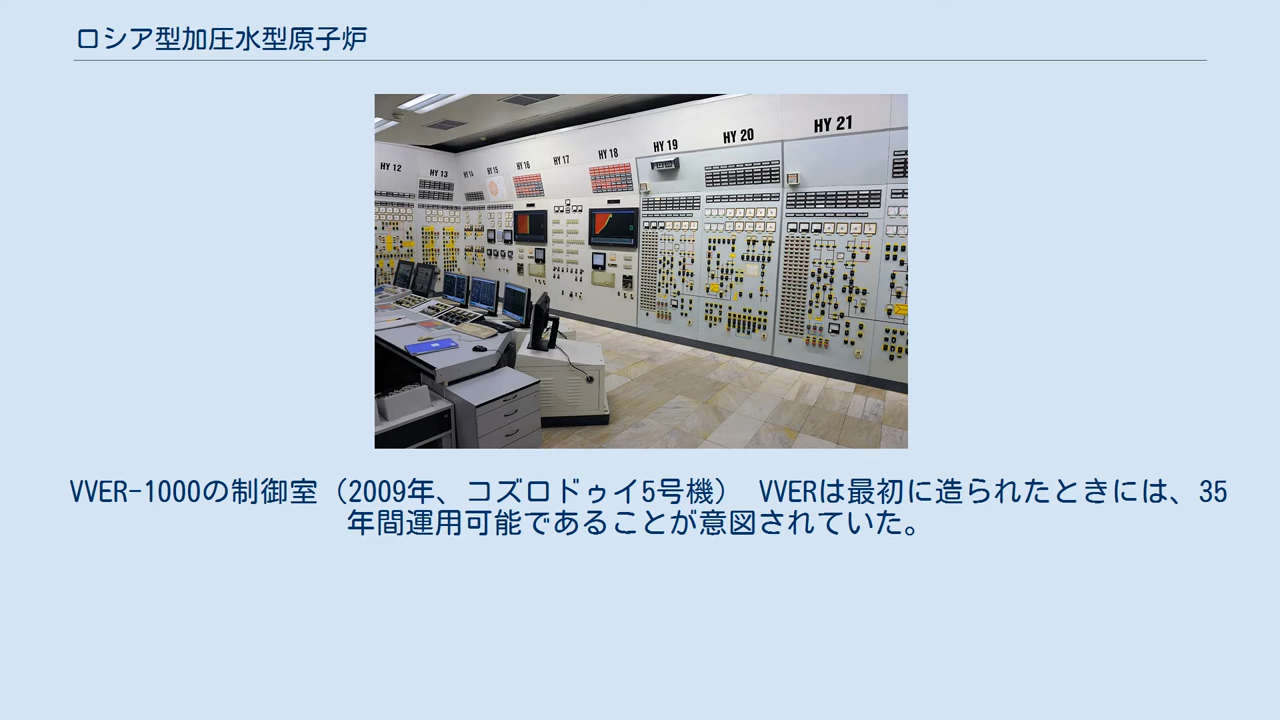 ロシア型加圧水型原子炉
HY 12
HY 13
HY 14
HY 15
HY 16
HY 17
HY 18
HY 19
HY 20
HY 21
VVER-1000の制御室（2009年、コズロドゥイ5号機） VVERは最初に造られたときには、35
年間運用可能であることが意図されていた。